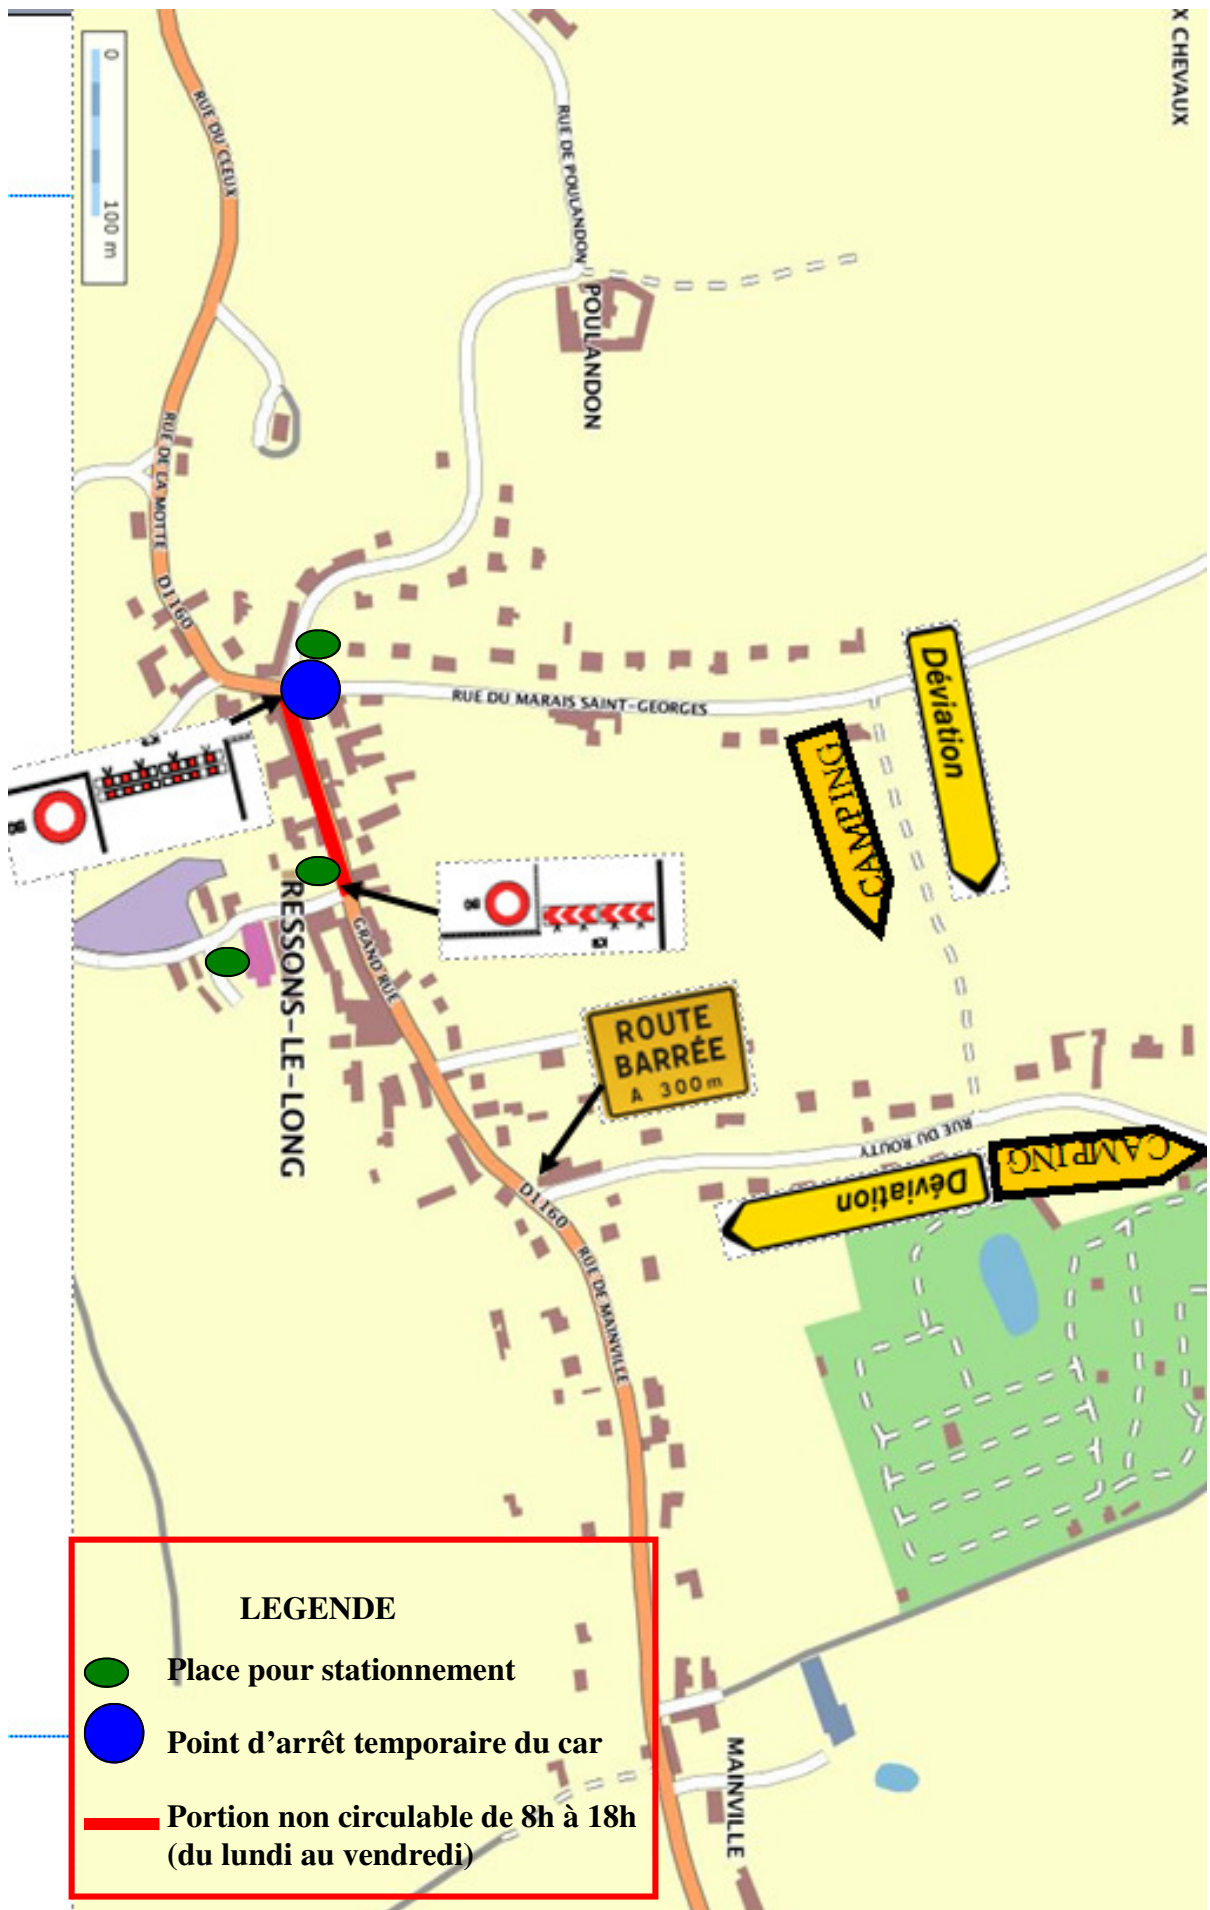 X CHEVAUX
0
100 m
RUE DU CLEUX
RUE DE POULANDON
POULANDON
RUE DE LA MOTTE
D1160
RUE DU MARAIS SAINT-GEORGES
Déviation
CAMPING
RESSONS-LE-LONG
GRAND RUE
ROUTE
BARRÉE
A 300m
RUE DU ROUTY
CAMPING
Déviation
D1160
RUE DE MAINVILLE
MAINVILLE
LEGENDE
Place pour stationnement
Point d’arrêt temporaire du car
Portion non circulable de 8h à 18h
(du lundi au vendredi)